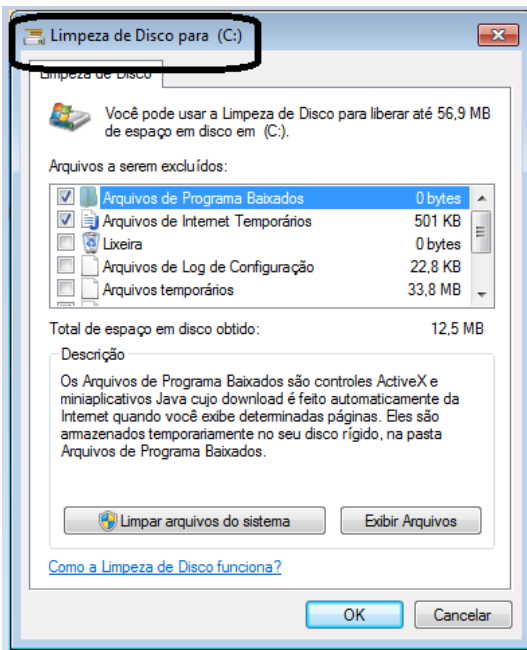 Limpeza de Disco para (C:)
Limpeza de Disco
Você pode usar a Limpeza de Disco para liberar até 56,9 MB
de espaço em disco em (C:).
Arquivos a serem excluídos:
Arquivos de Programa Baixados 0 bytes
Arquivos de Internet Temporários 501 KB
Lixeira 0 bytes
Arquivos de Log de Configuração 22,8 KB
Arquivos temporários 33,8 MB
Total de espaço em disco obtido: 12,5 MB
Descrição
Os Arquivos de Programa Baixados são controles ActiveX e
miniaplicativos Java cujo download é feito automaticamente da
Internet quando você exibe determinadas páginas. Eles são
armazenados temporariamente no seu disco rígido, na pasta
Arquivos de Programa Baixados.
Limpar arquivos do sistema Exibir Arquivos
Como a Limpeza de Disco funciona?
OK Cancelar